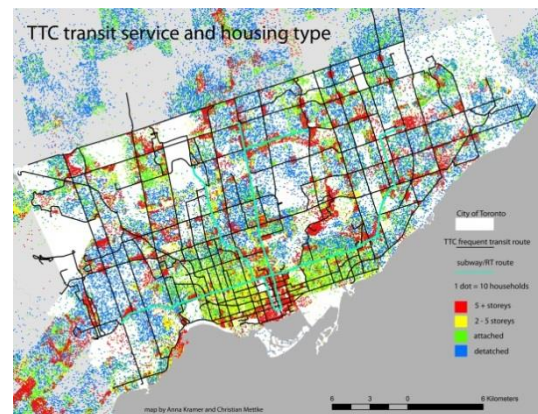 TTC transit service and housing type
City of Toronto
TTC frequent transit route
subway/RT route
1 dot = 10 households
5 + storeys
2 - 5 storeys
attached
detatched
map by Anna Kramer and Christian Mettke
6 3 0 6 Kilometers